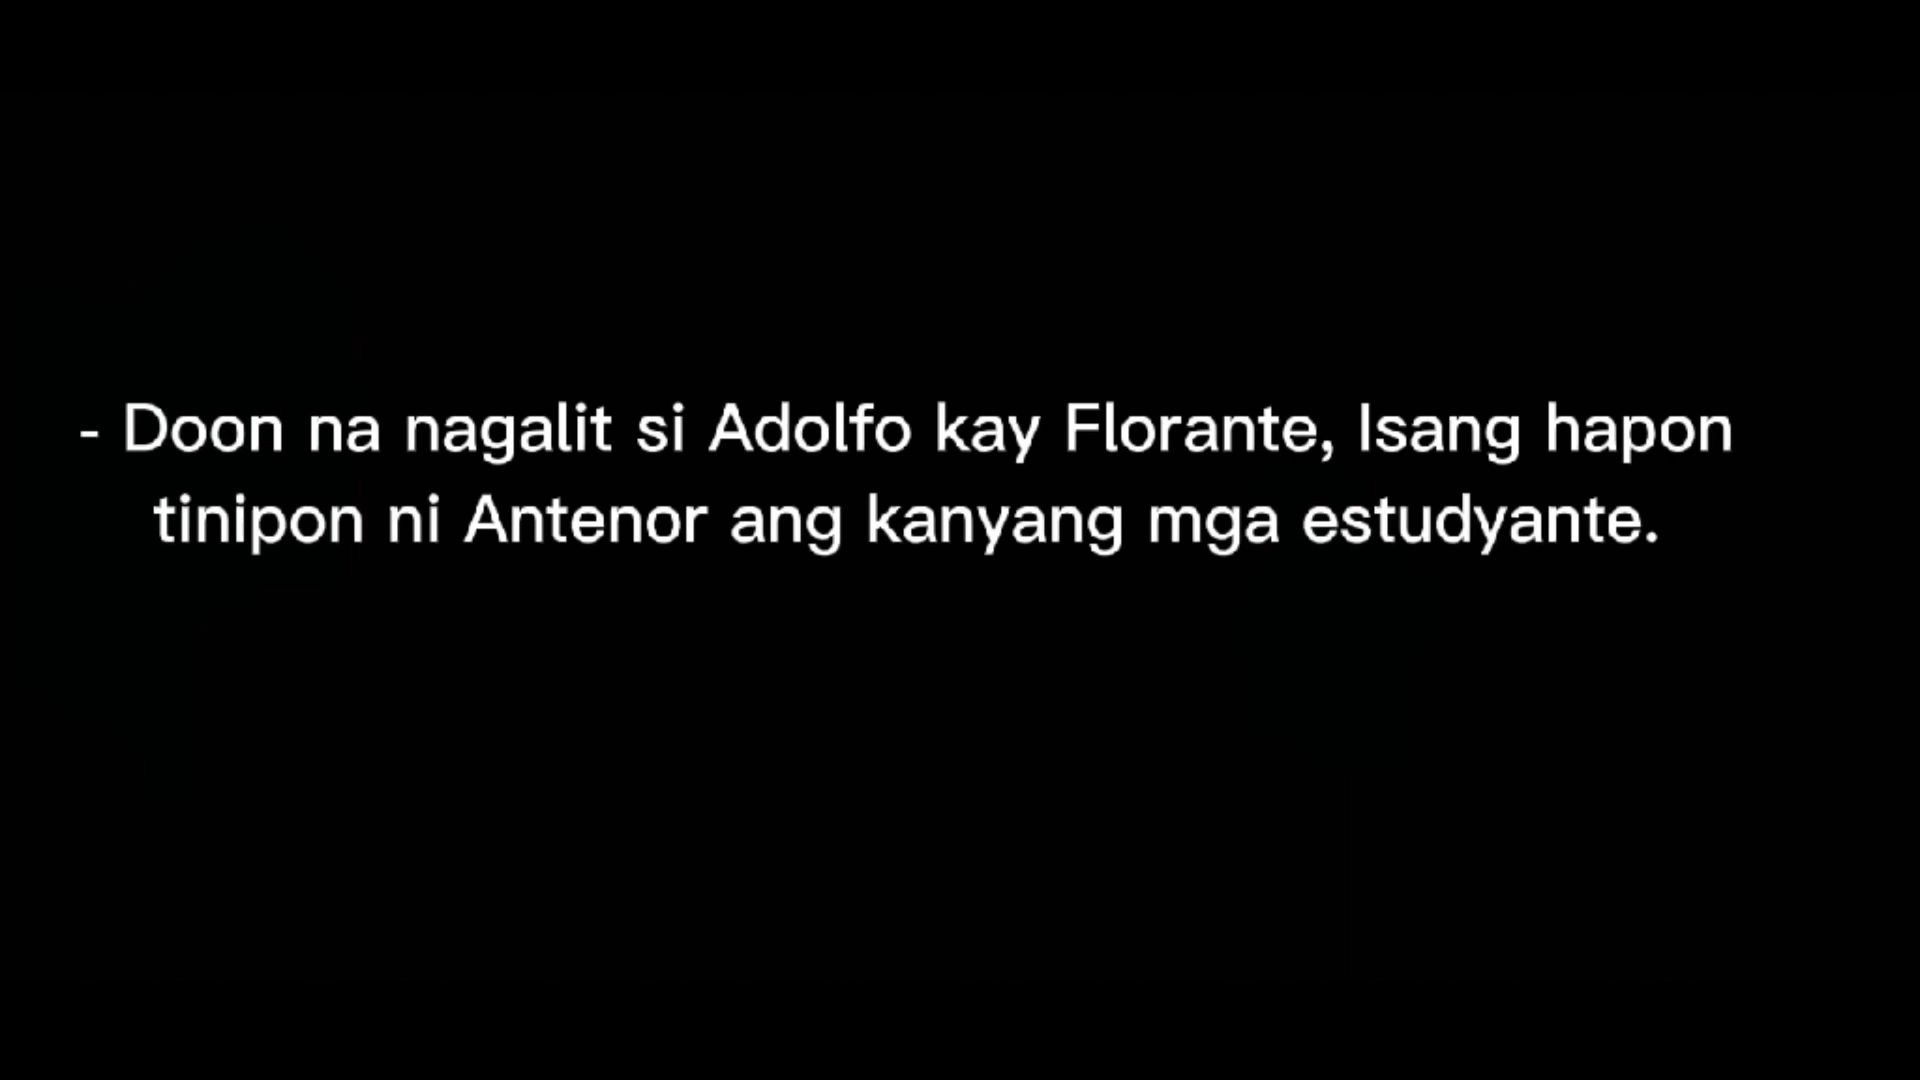 - Doon na nagalit si Adolfo kay Florante, Isang hapon
tinipon ni Antenor ang kanyang mga estudyante.